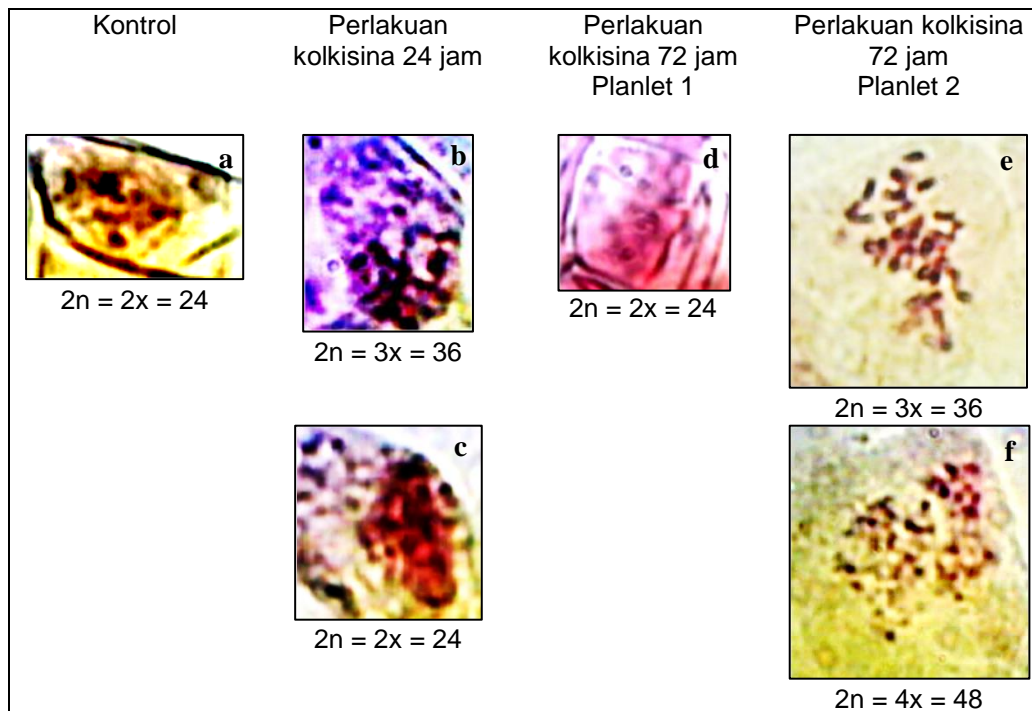 Kontrol
Perlakuan
kolkisina 24 jam
Perlakuan
kolkisina 72 jam
Planlet 1
Perlakuan kolkisina
72 jam
Planlet 2
a
2n = 2x = 24
b
2n = 3x = 36
d
2n = 2x = 24
e
2n = 3x = 36
c
2n = 2x = 24
f
2n = 4x = 48